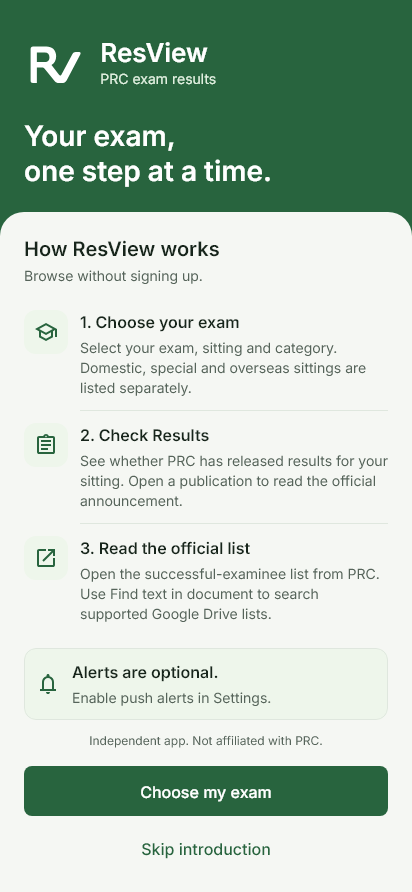 RV
ResView
PRC exam results
Your exam,
one step at a time.
How ResView works
Browse without signing up.
1. Choose your exam
Select your exam, sitting and category.
Domestic, special and overseas sittings are
listed separately.
2. Check Results
See whether PRC has released results for your
sitting. Open a publication to read the official
announcement.
3. Read the official list
Open the successful-examinee list from PRC.
Use Find text in document to search
supported Google Drive lists.
Alerts are optional.
Enable push alerts in Settings.
Independent app. Not affiliated with PRC.
Choose my exam
Skip introduction